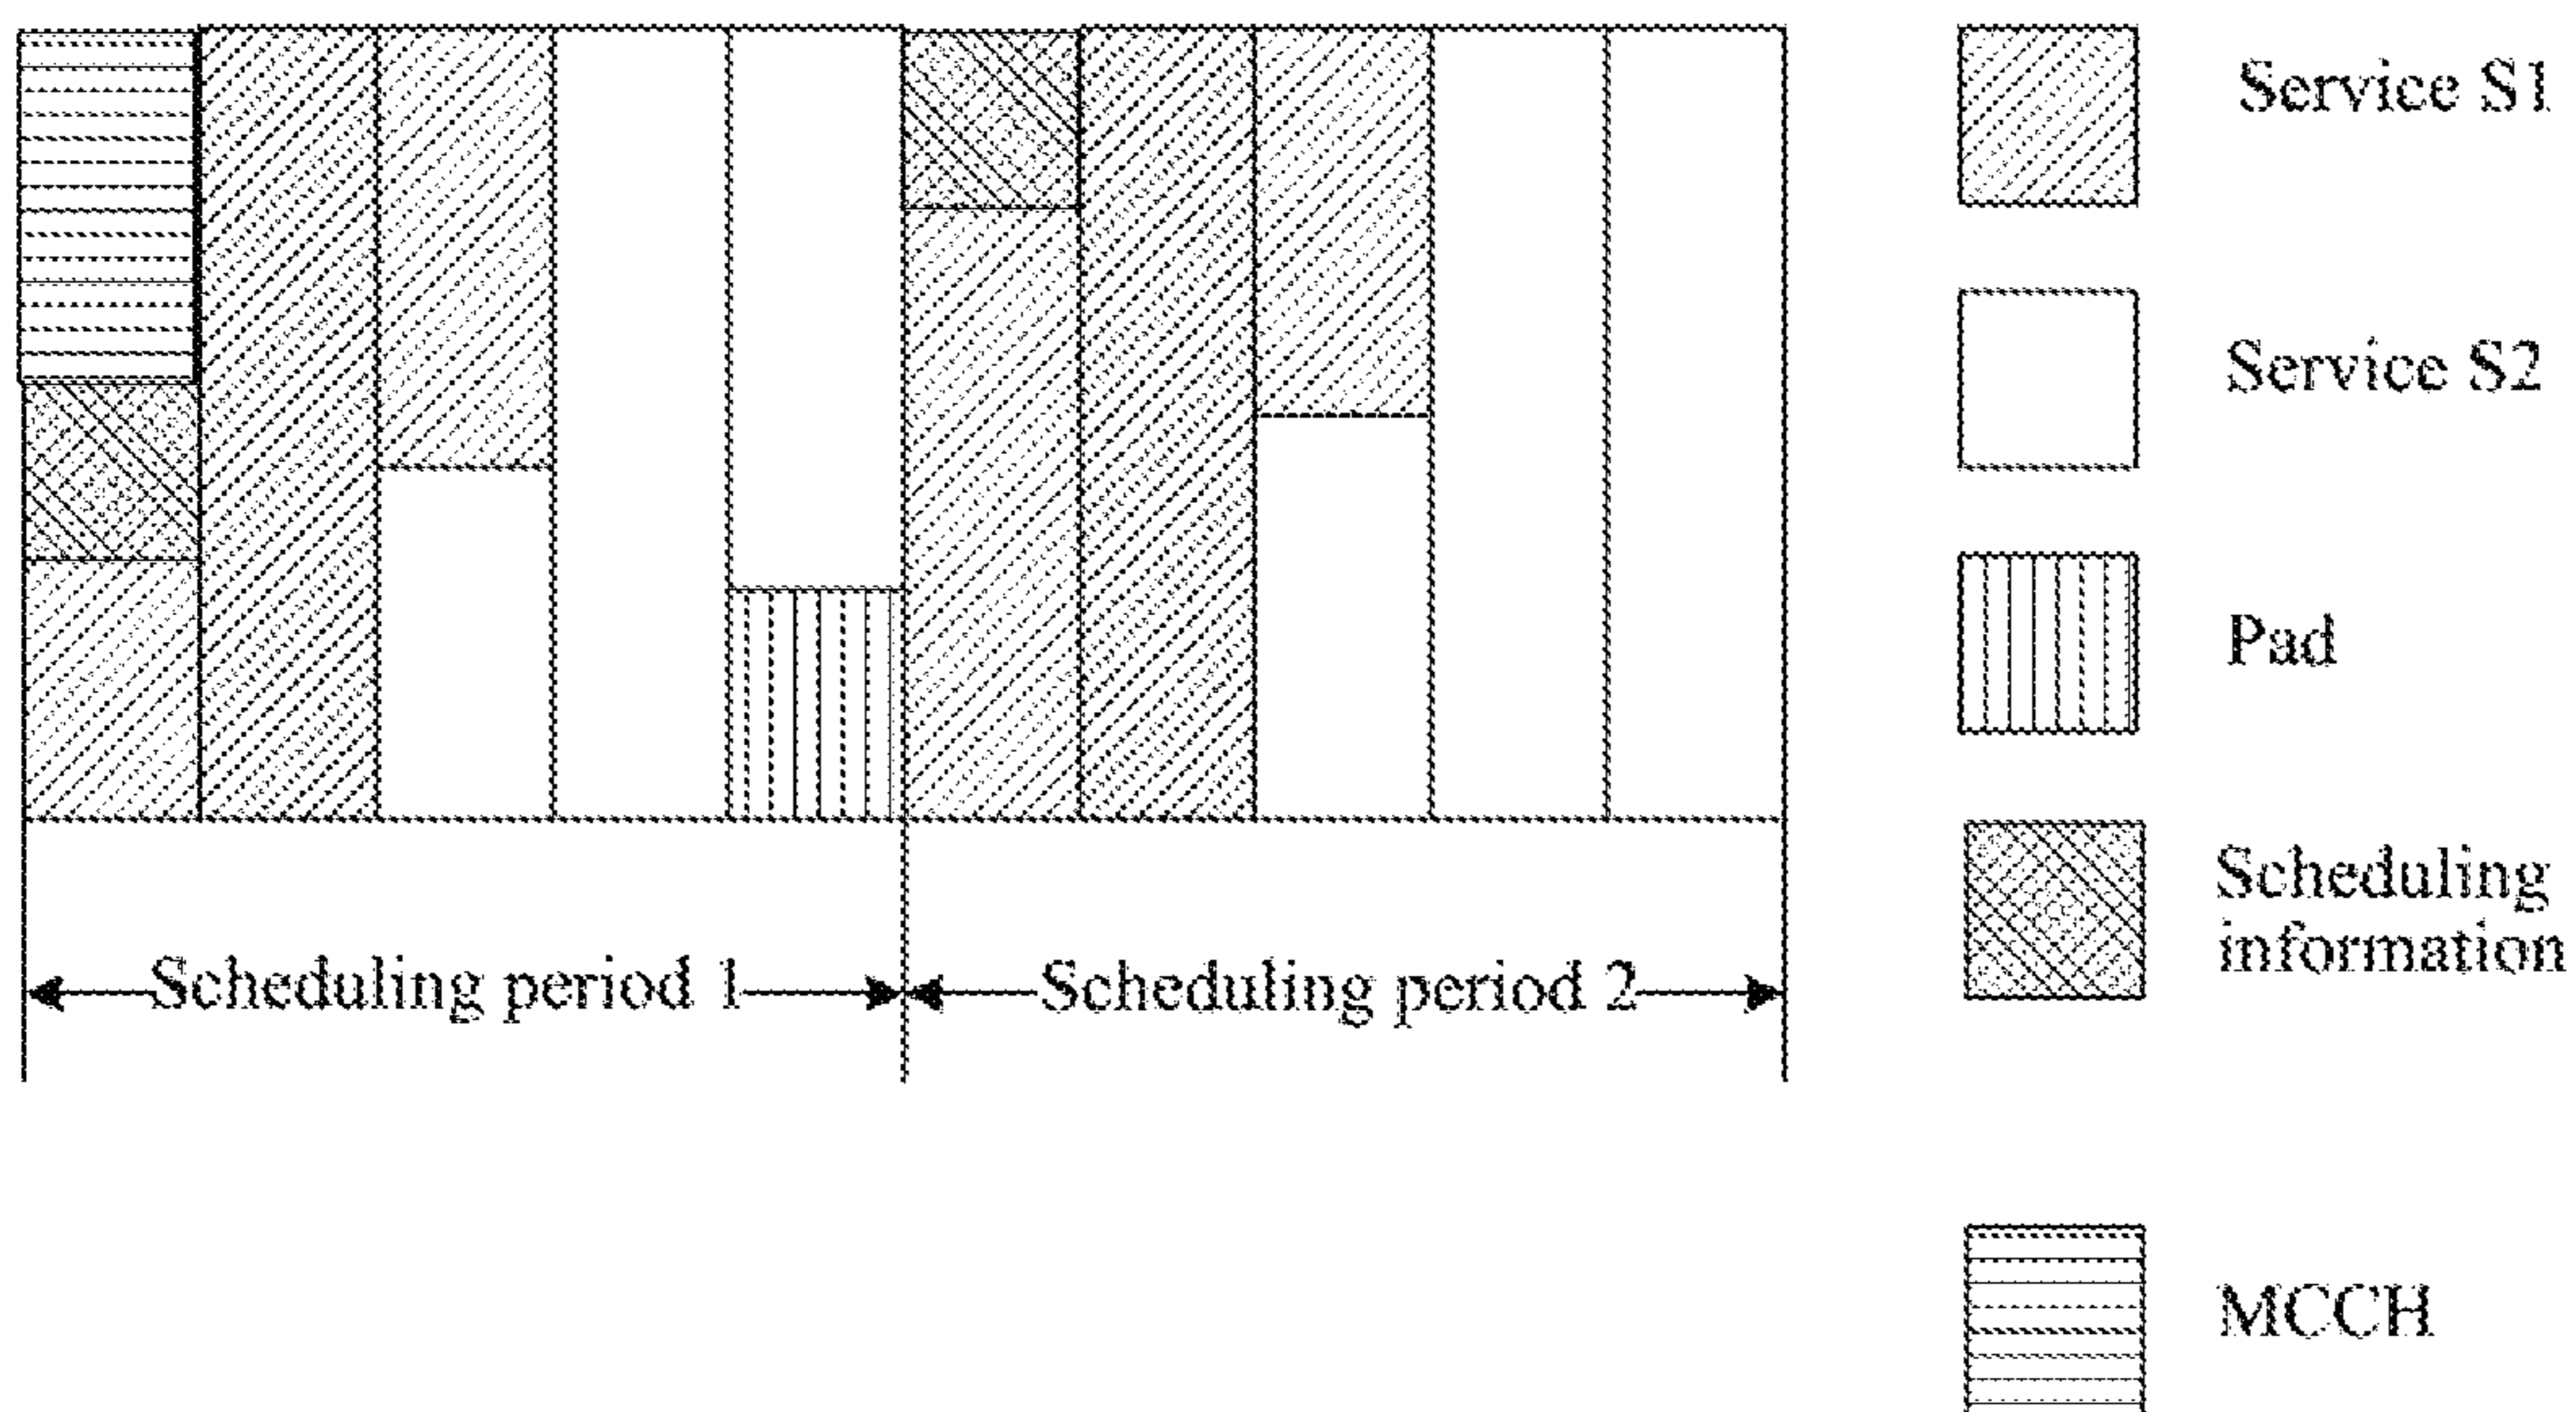 Service S1
Service S2
Pad
Scheduling
information
Scheduling period 1
Scheduling period 2
MCCH